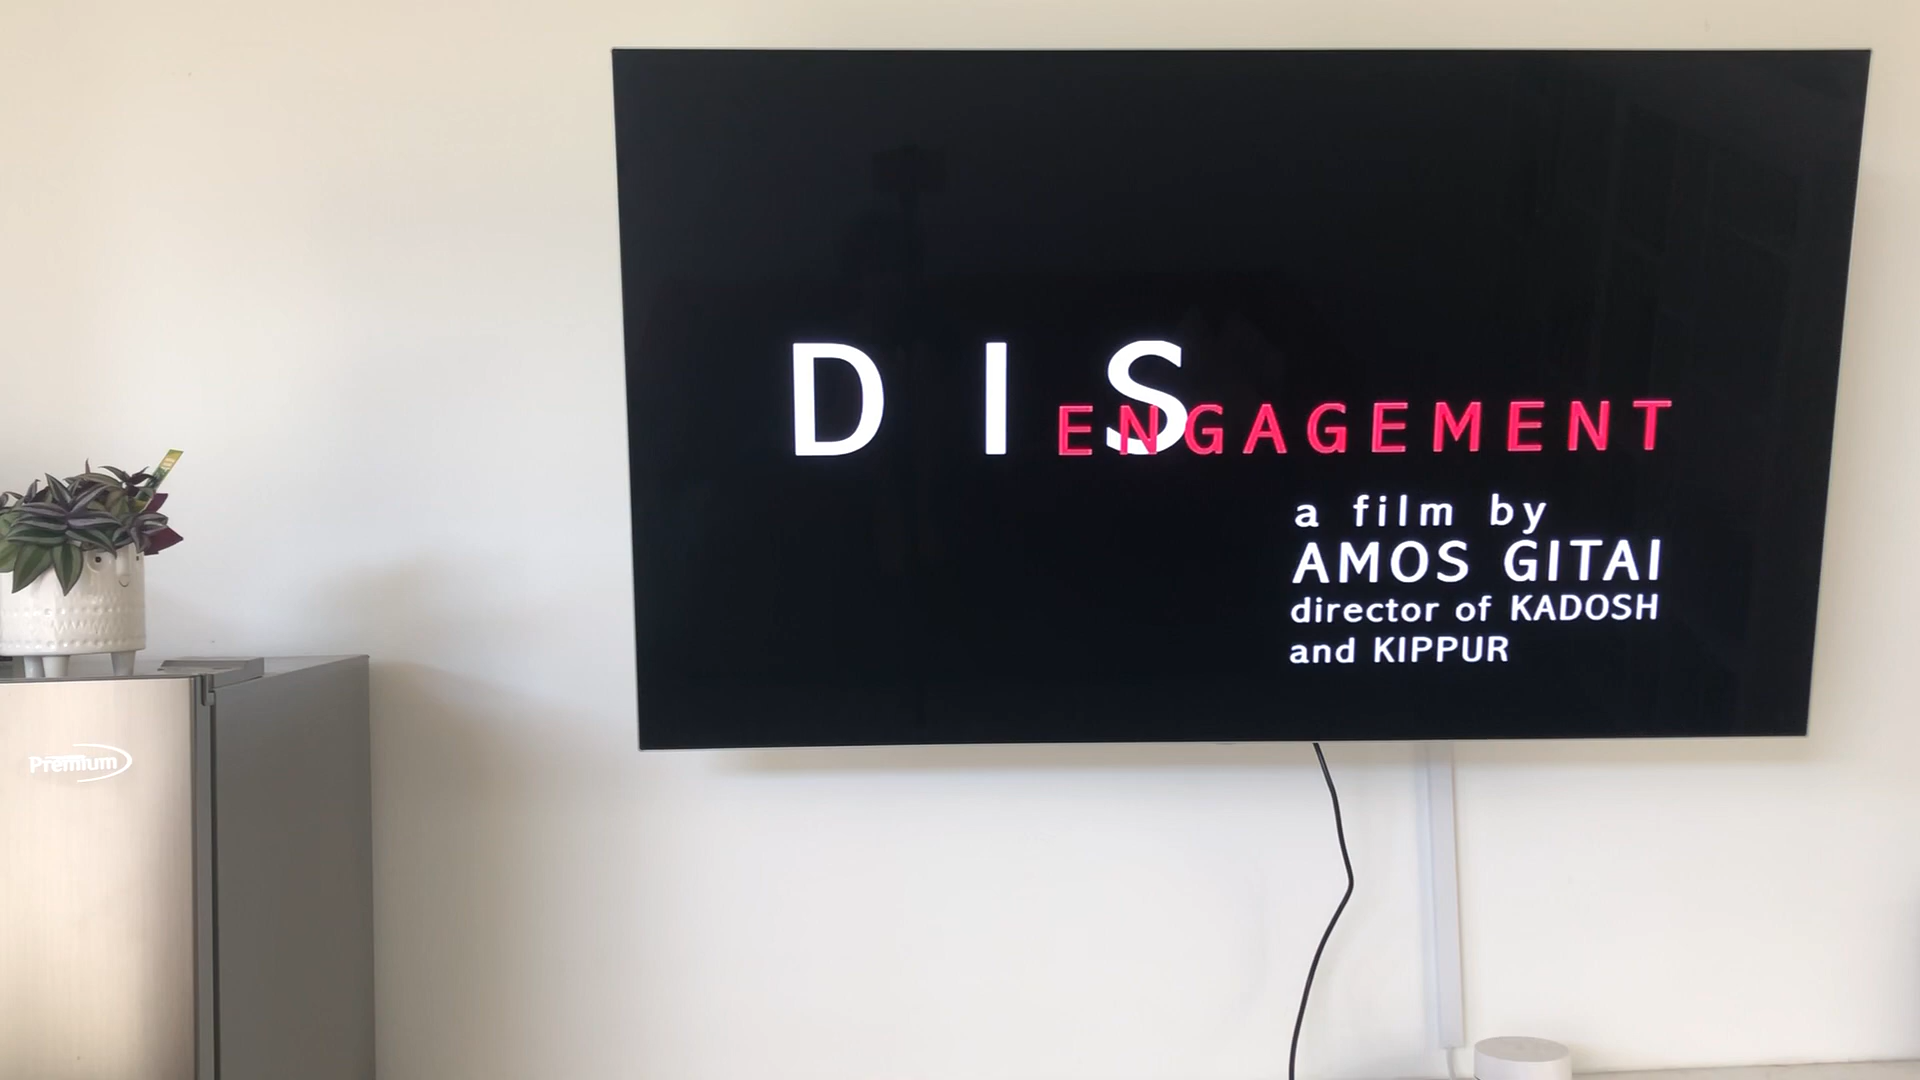 DIS
ENGAGEMENT
a film by
AMOS GITAI
director of KADOSH
and KIPPUR
Premium